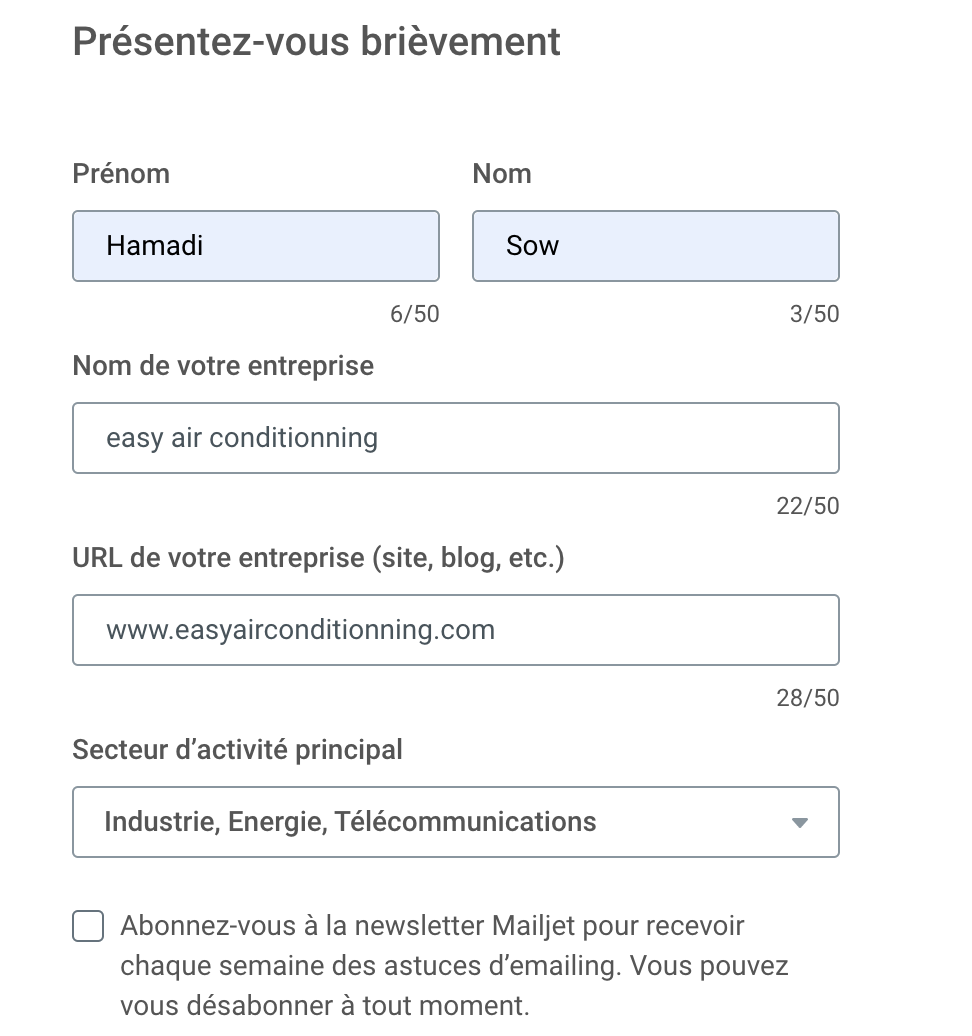 Présentez-vous brièvement
Prénom Nom
Hamadi Sow
6/50 3/50
Nom de votre entreprise
easy air conditionning
22/50
URL de votre entreprise (site, blog, etc.)
www.easyairconditionning.com
28/50
Secteur d’activité principal
Industrie, Energie, Télécommunications
Abonnez-vous à la newsletter Mailjet pour recevoir
chaque semaine des astuces d’emailing. Vous pouvez
vous désabonner à tout moment.